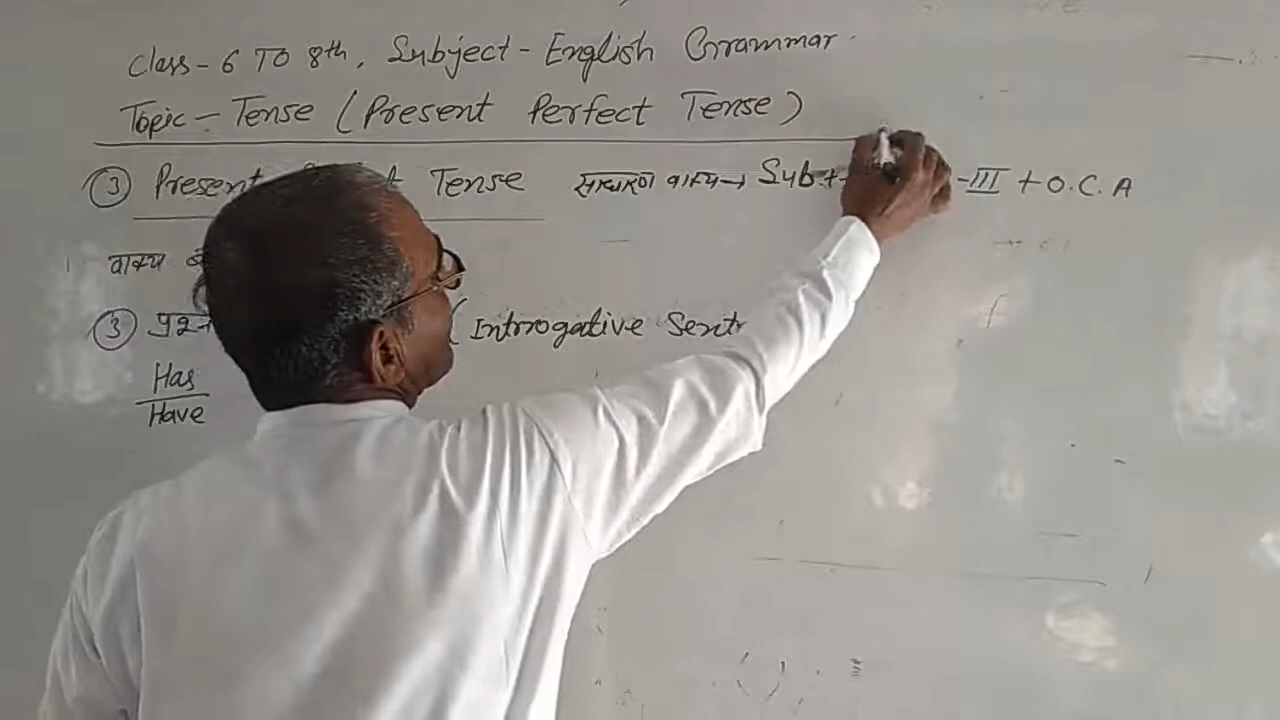 Class- 6 TO 8th, Subject- English Grammar.
Topic- Tense (Present Perfect Tense)
③ Present Tense साधारण वाक्य→ Sub+ -III + O.C.A
वाक्य
③ (Introgative
Has
Have